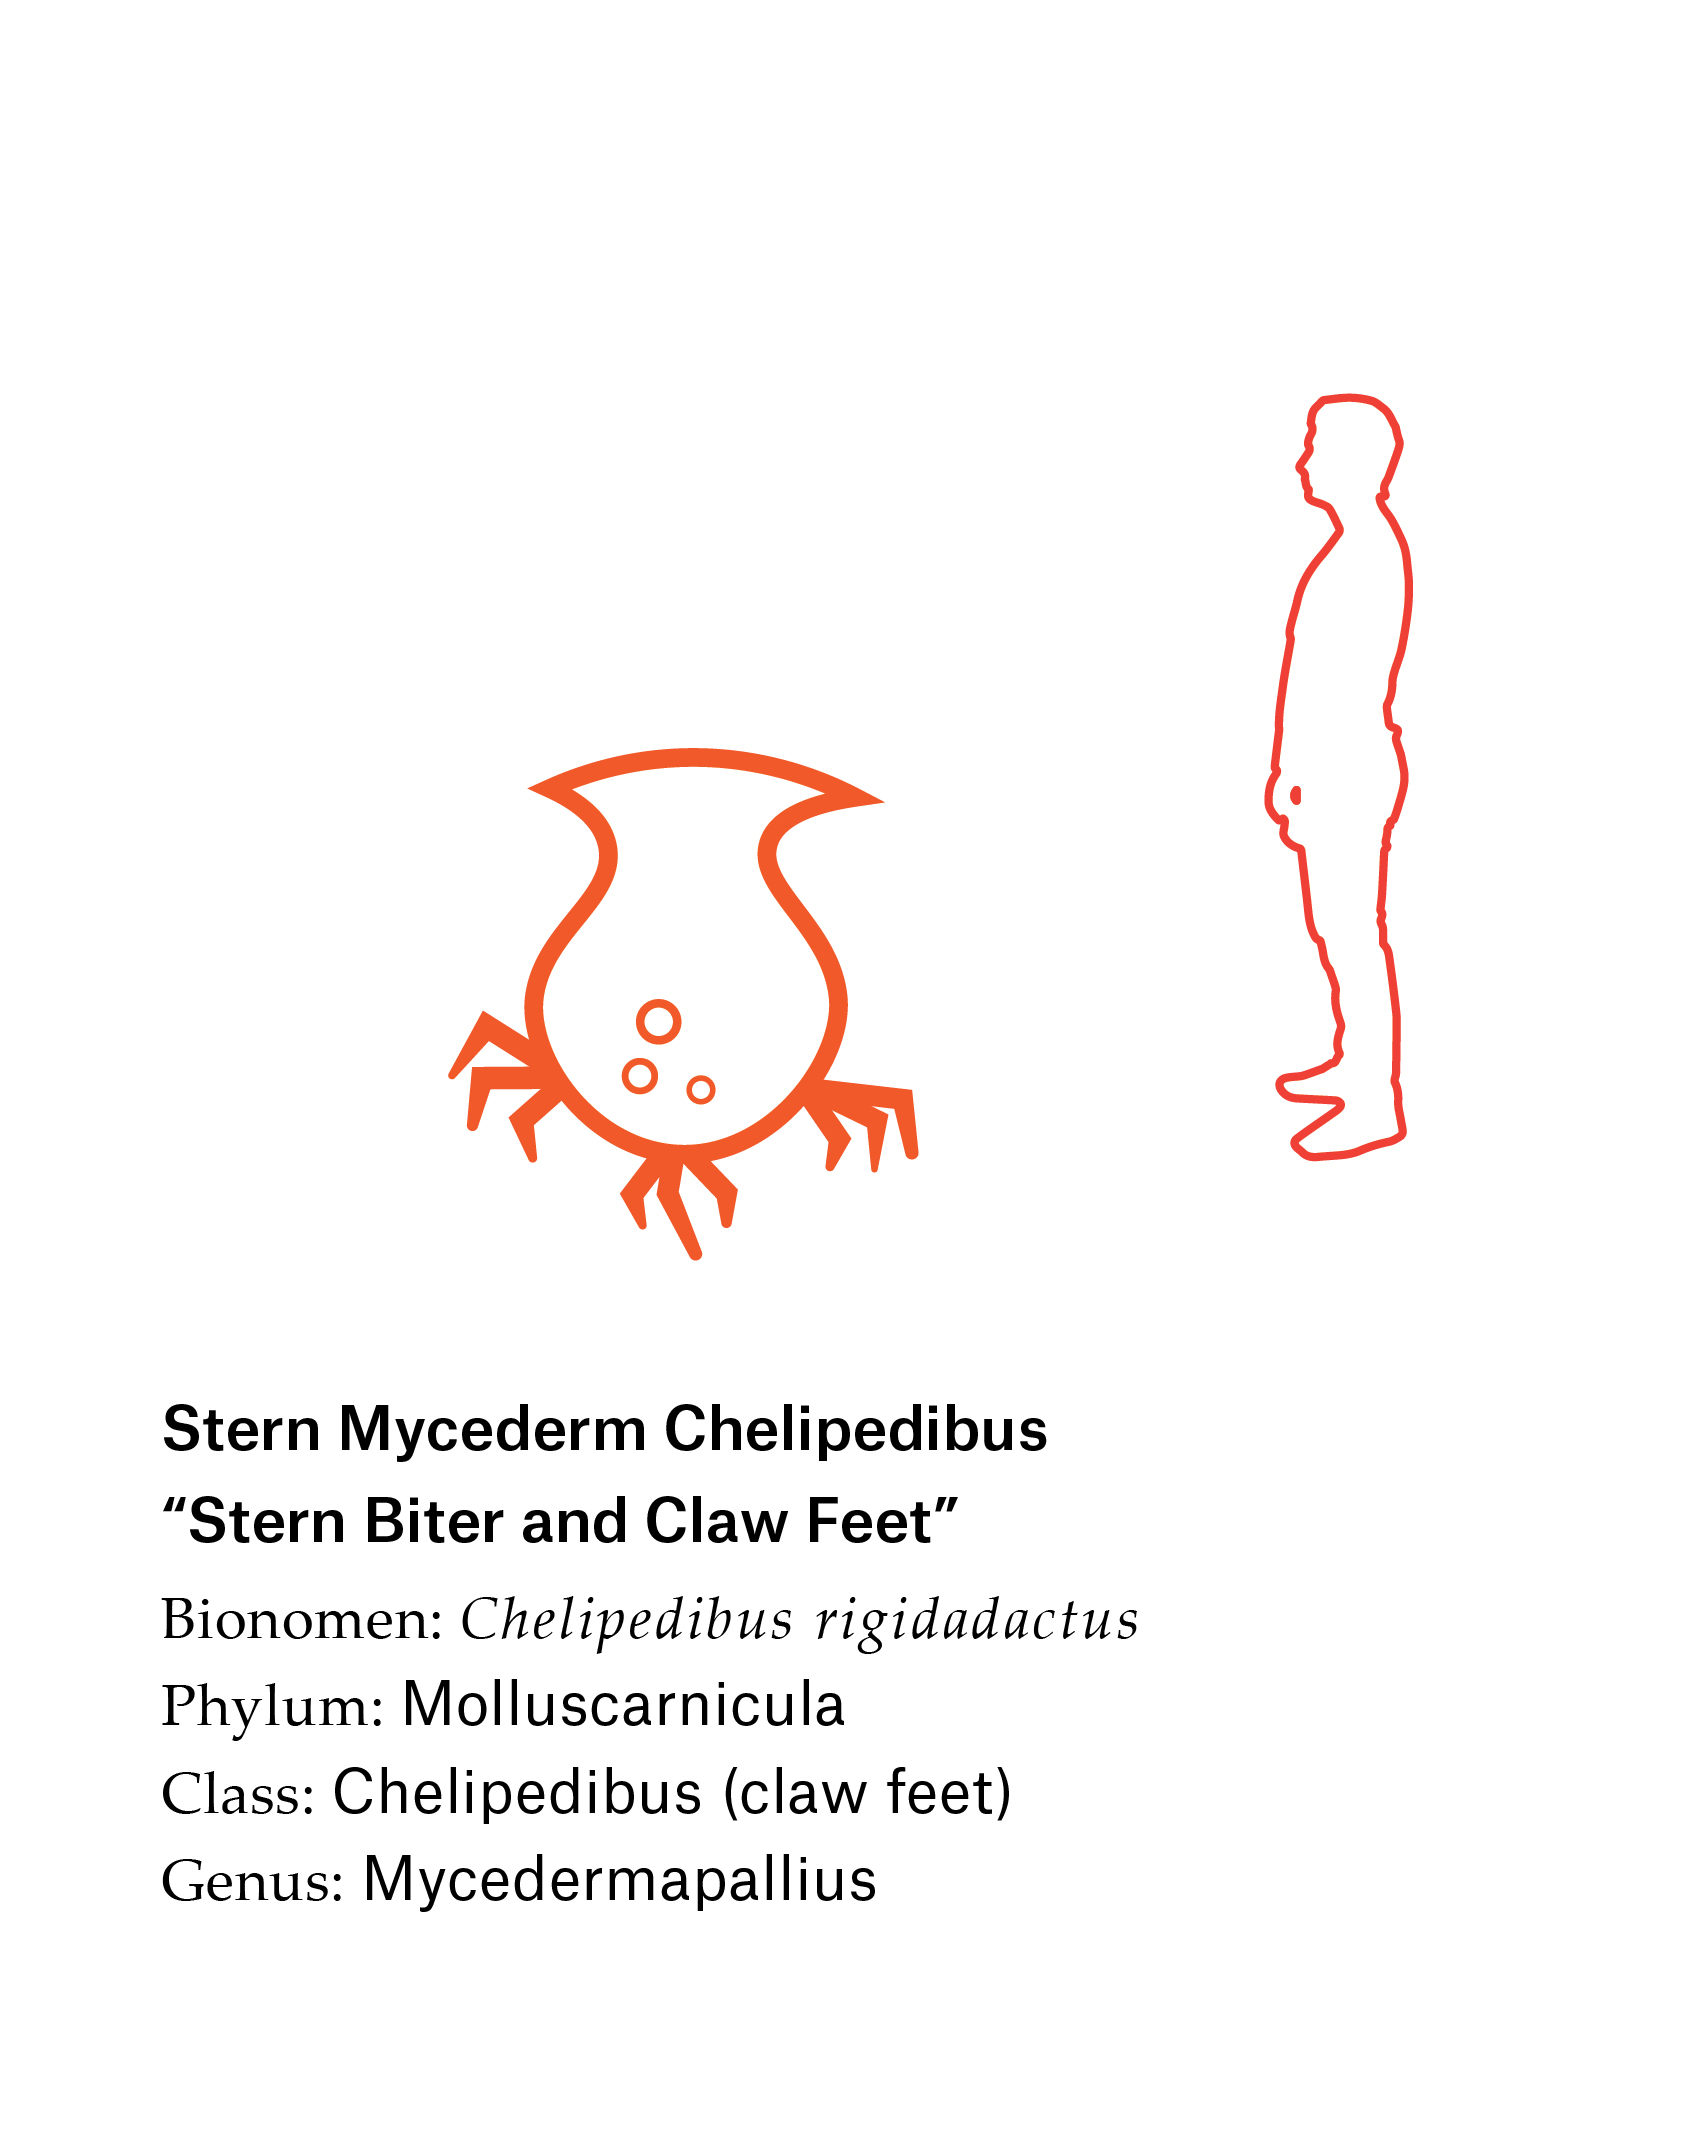 Stern Mycederm Chelipedibus
“Stern Biter and Claw Feet”
Bionomen: Chelipedibus rigidadactus
Phylum: Molluscarnicula
Class: Chelipedibus (claw feet)
Genus: Mycedermapallius